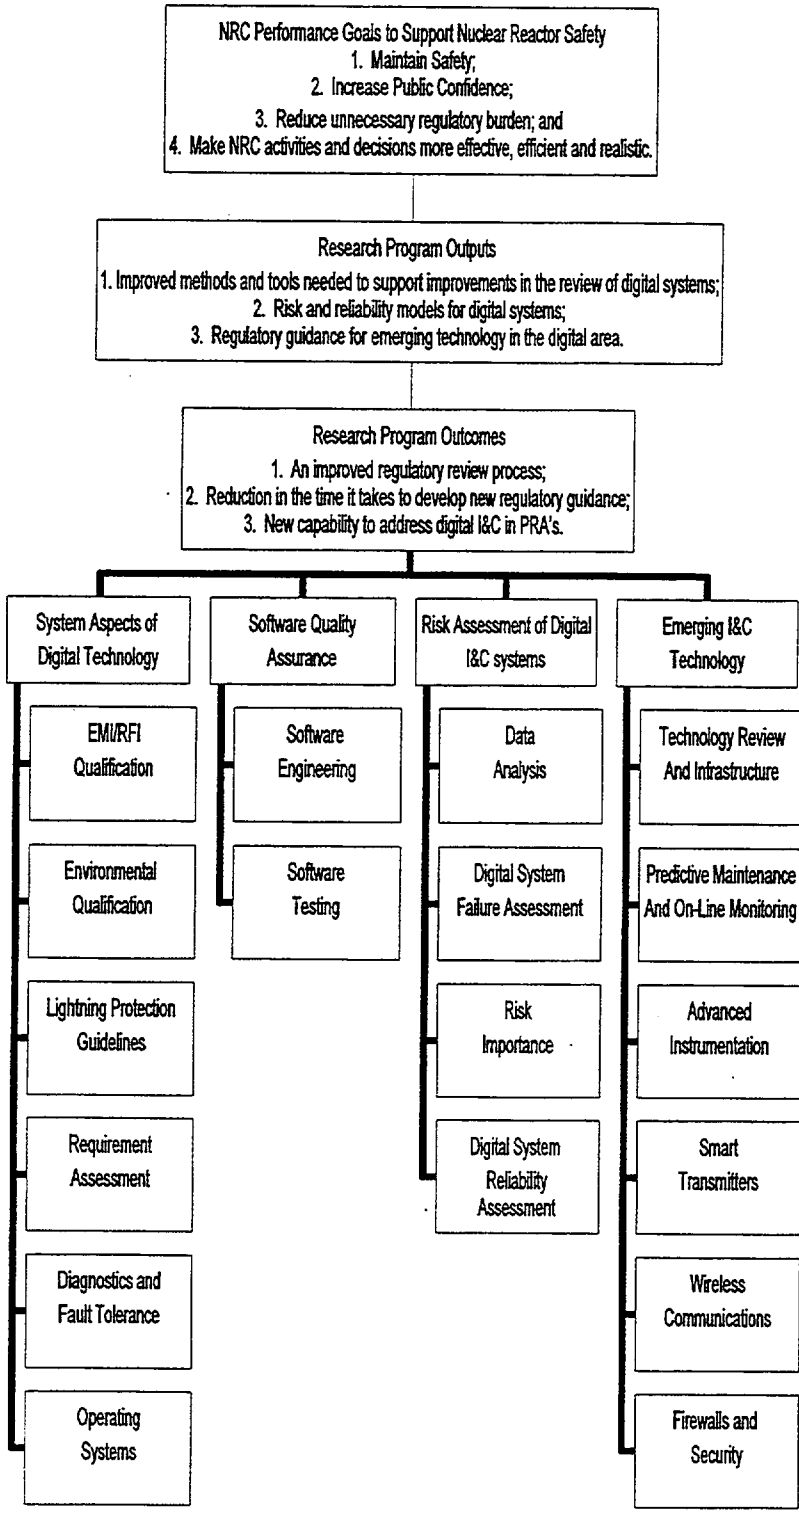 NRC Performance Goals to Support Nuclear Reactor Safety
1. Maintain Safety;
2. Increase Public Confidence;
3. Reduce unnecessary regulatory burden; and
4. Make NRC activities and decisions more effective, efficient and realistic.
Research Program Outputs
1. Improved methods and tools needed to support improvements in the review of digital systems;
2. Risk and reliability models for digital systems;
3. Regulatory guidance for emerging technology in the digital area.
Research Program Outcomes
1. An improved regulatory review process;
2. Reduction in the time it takes to develop new regulatory guidance;
3. New capability to address digital I&C in PRA's.
System Aspects of
Digital Technology
EMI/RFI
Qualification
Environmental
Qualification
Lightning Protection
Guidelines
Requirement
Assessment
Diagnostics and
Fault Tolerance
Operating
Systems
Software Quality
Assurance
Software
Engineering
Software
Testing
Risk Assessment of Digital
I&C systems
Data
Analysis
Digital System
Failure Assessment
Risk
Importance
Digital System
Reliability
Assessment
Emerging I&C
Technology
Technology Review
And Infrastructure
Predictive Maintenance
And On-Line Monitoring
Advanced
Instrumentation
Smart
Transmitters
Wireless
Communications
Firewalls and
Security